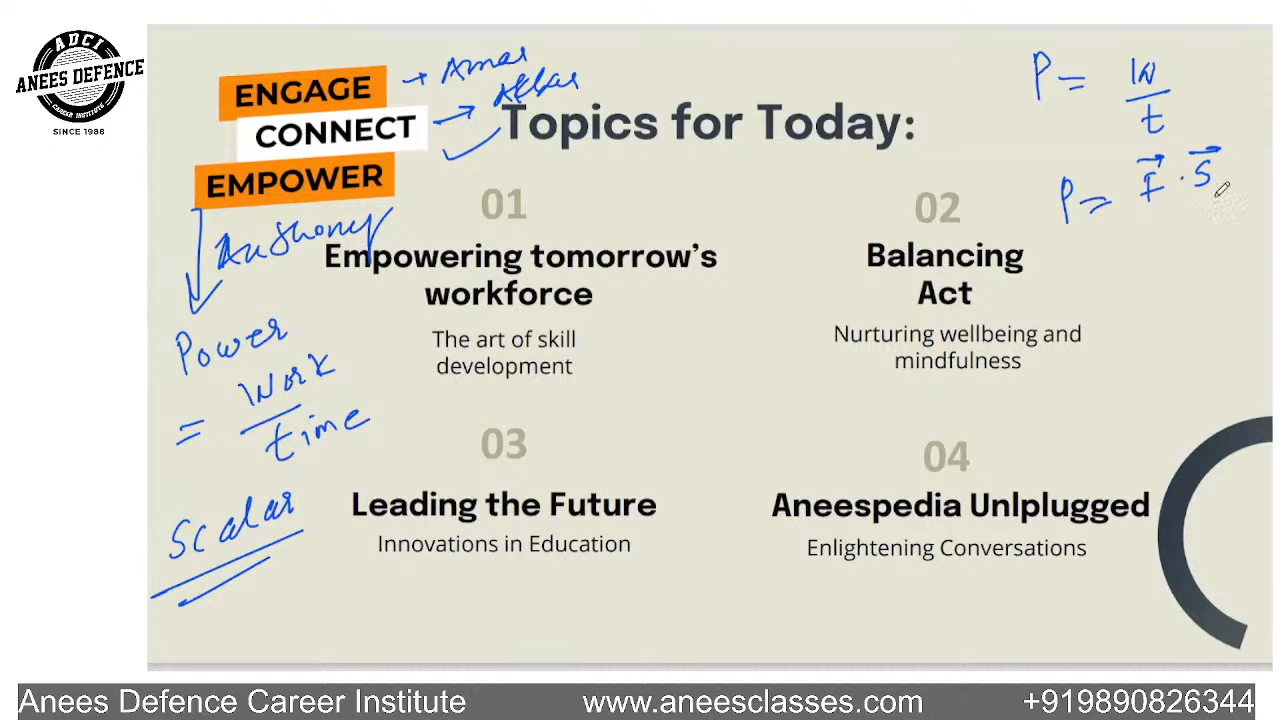 ADCI
ANEES DEFENCE
CAREER INSTITUTE
SINCE 1988
ENGAGE → Amar
CONNECT → Akbar
EMPOWER
Anthony
Power
= Work
time
Scalar
Topics for Today:
P = W
t
P = F · S
01
Empowering tomorrow’s
workforce
The art of skill
development
02
Balancing
Act
Nurturing wellbeing and
mindfulness
03
Leading the Future
Innovations in Education
04
Aneespedia Unlplugged
Enlightening Conversations
Anees Defence Career Institute www.aneesclasses.com +919890826344